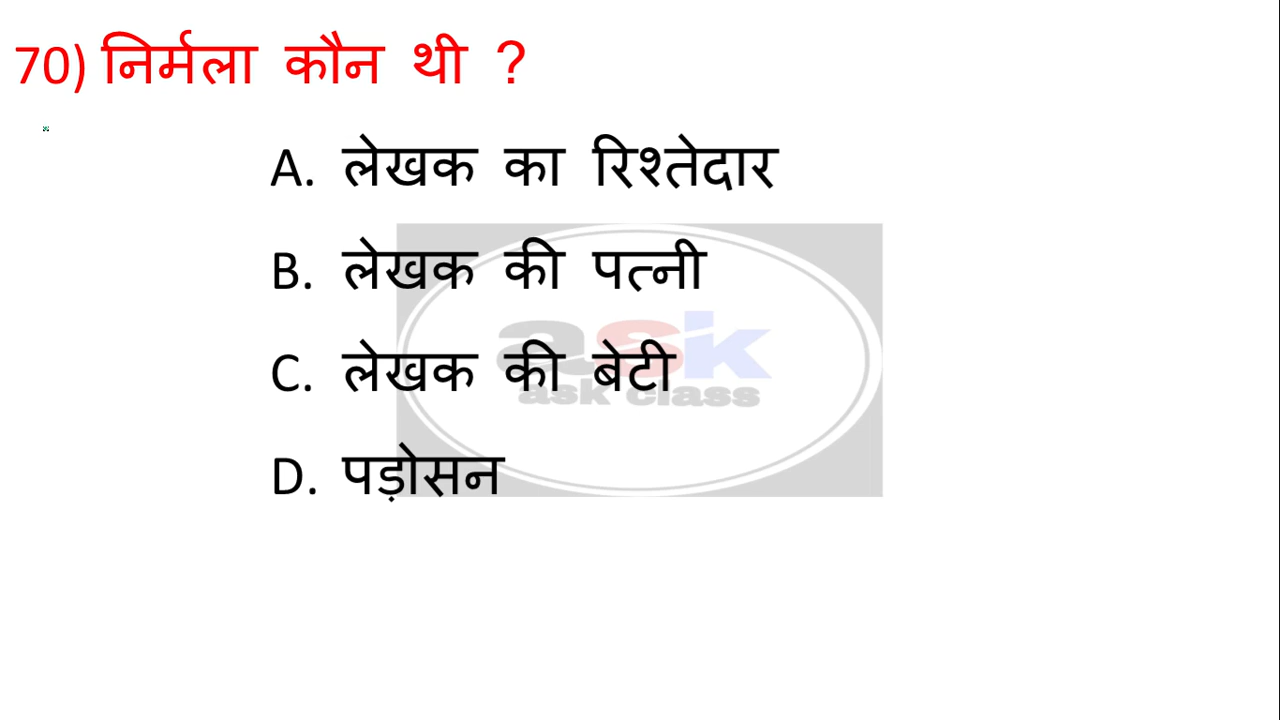 70) निर्मला कौन थी ?
A. लेखक का रिश्तेदार
B. लेखक की पत्नी
ask
C. लेखक की बेटी
ask class
D. पड़ोसन